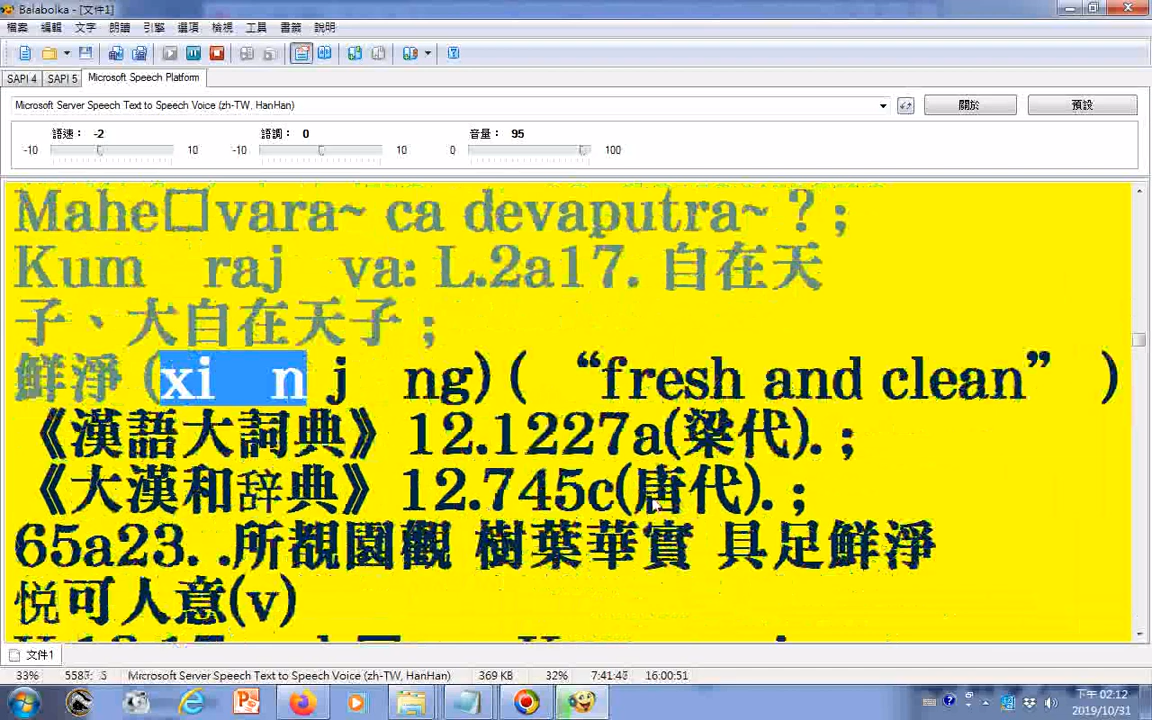 Balabolka - [文件1]
檔案 編輯 文字 朗讀 引擎 選項 檢視 工具 書籤 說明
SAPI 4 SAPI 5 Microsoft Speech Platform
Microsoft Server Speech Text to Speech Voice (zh-TW, HanHan) 關於 預設
語速： -2 語調： 0 音量： 95
-10 10 -10 10 0 100
Mahe□vara~ ca devaputra~ ? ;
Kum raj va: L.2a17. 自在天
子、大自在天子 ;
鮮淨 (xi n j ng) ( “fresh and clean” )
《漢語大詞典》 12.1227a(梁代). ;
《大漢和辞典》 12.745c(唐代). ;
65a23. .所覩園觀 樹葉華實 具足鮮淨
悦可人意(v)
文件1
33% Microsoft Server Speech Text to Speech Voice (zh-TW, HanHan) 369 KB 32% 7:41:43 16:00:51
下午 02:12
2019/10/31